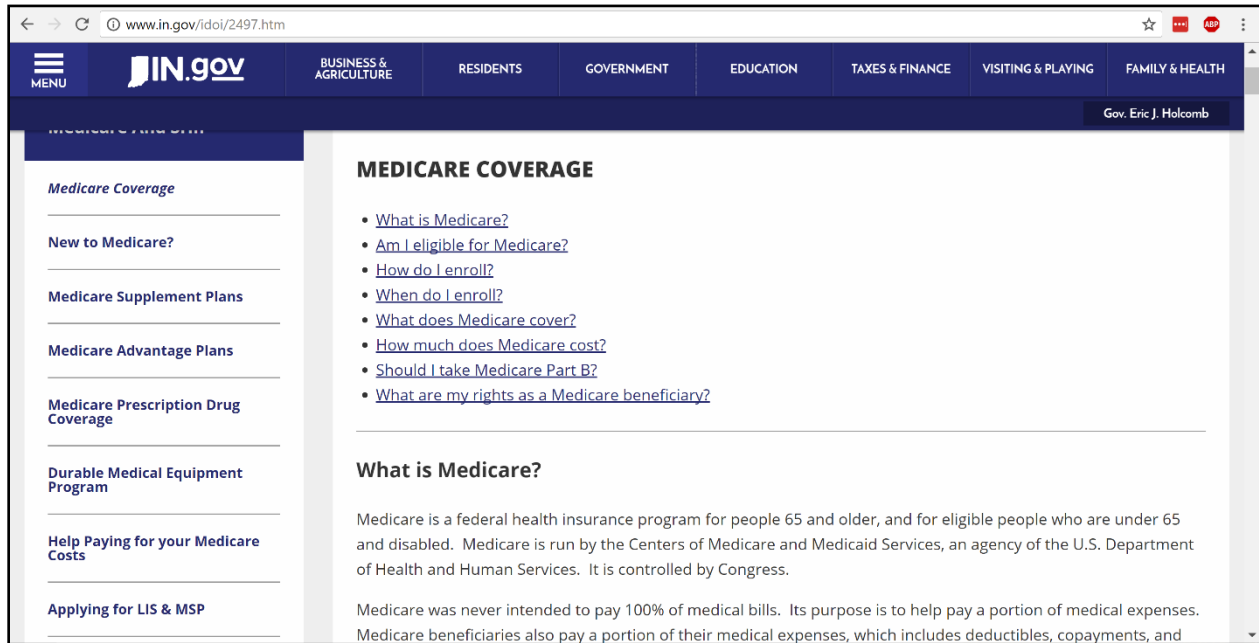 www.in.gov/idoi/2497.htm
ABP
MENU
IN.gov
BUSINESS &
AGRICULTURE
RESIDENTS
GOVERNMENT
EDUCATION
TAXES & FINANCE
VISITING & PLAYING
FAMILY & HEALTH
Gov. Eric J. Holcomb
Medicare And
Medicare Coverage
New to Medicare?
Medicare Supplement Plans
Medicare Advantage Plans
Medicare Prescription Drug
Coverage
Durable Medical Equipment
Program
Help Paying for your Medicare
Costs
Applying for LIS & MSP
MEDICARE COVERAGE
• What is Medicare?
• Am I eligible for Medicare?
• How do I enroll?
• When do I enroll?
• What does Medicare cover?
• How much does Medicare cost?
• Should I take Medicare Part B?
• What are my rights as a Medicare beneficiary?
What is Medicare?
Medicare is a federal health insurance program for people 65 and older, and for eligible people who are under 65
and disabled. Medicare is run by the Centers of Medicare and Medicaid Services, an agency of the U.S. Department
of Health and Human Services. It is controlled by Congress.
Medicare was never intended to pay 100% of medical bills. Its purpose is to help pay a portion of medical expenses.
Medicare beneficiaries also pay a portion of their medical expenses, which includes deductibles, copayments, and